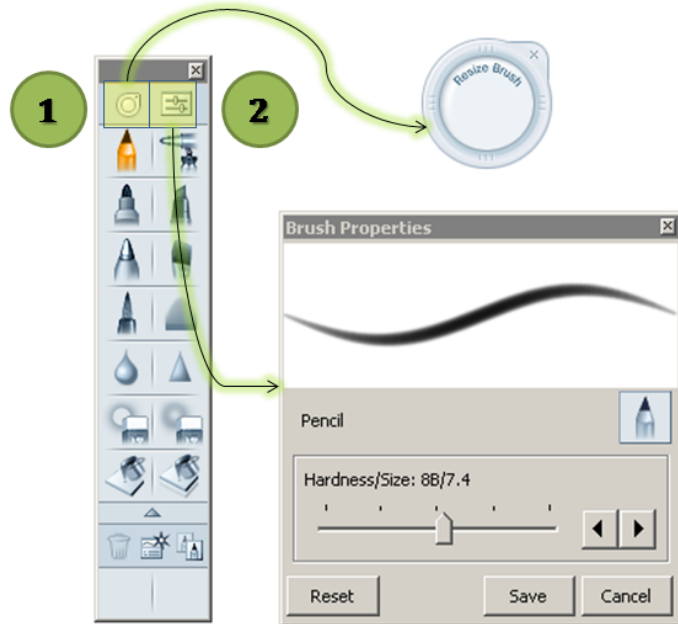 1
2
Resize Brush
Brush Properties
Pencil
Hardness/Size: 8B/7.4
Reset Save Cancel